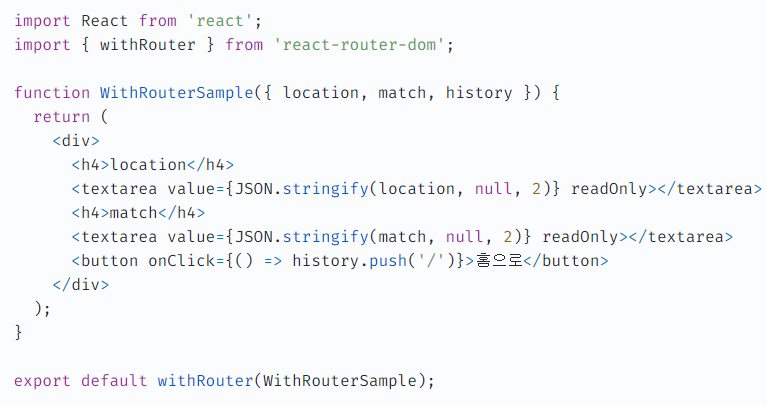 import React from 'react';
import { withRouter } from 'react-router-dom';

function WithRouterSample({ location, match, history }) {
  return (
    <div>
      <h4>location</h4>
      <textarea value={JSON.stringify(location, null, 2)} readOnly></textarea>
      <h4>match</h4>
      <textarea value={JSON.stringify(match, null, 2)} readOnly></textarea>
      <button onClick={() => history.push('/')}>홈으로</button>
    </div>
  );
}

export default withRouter(WithRouterSample);